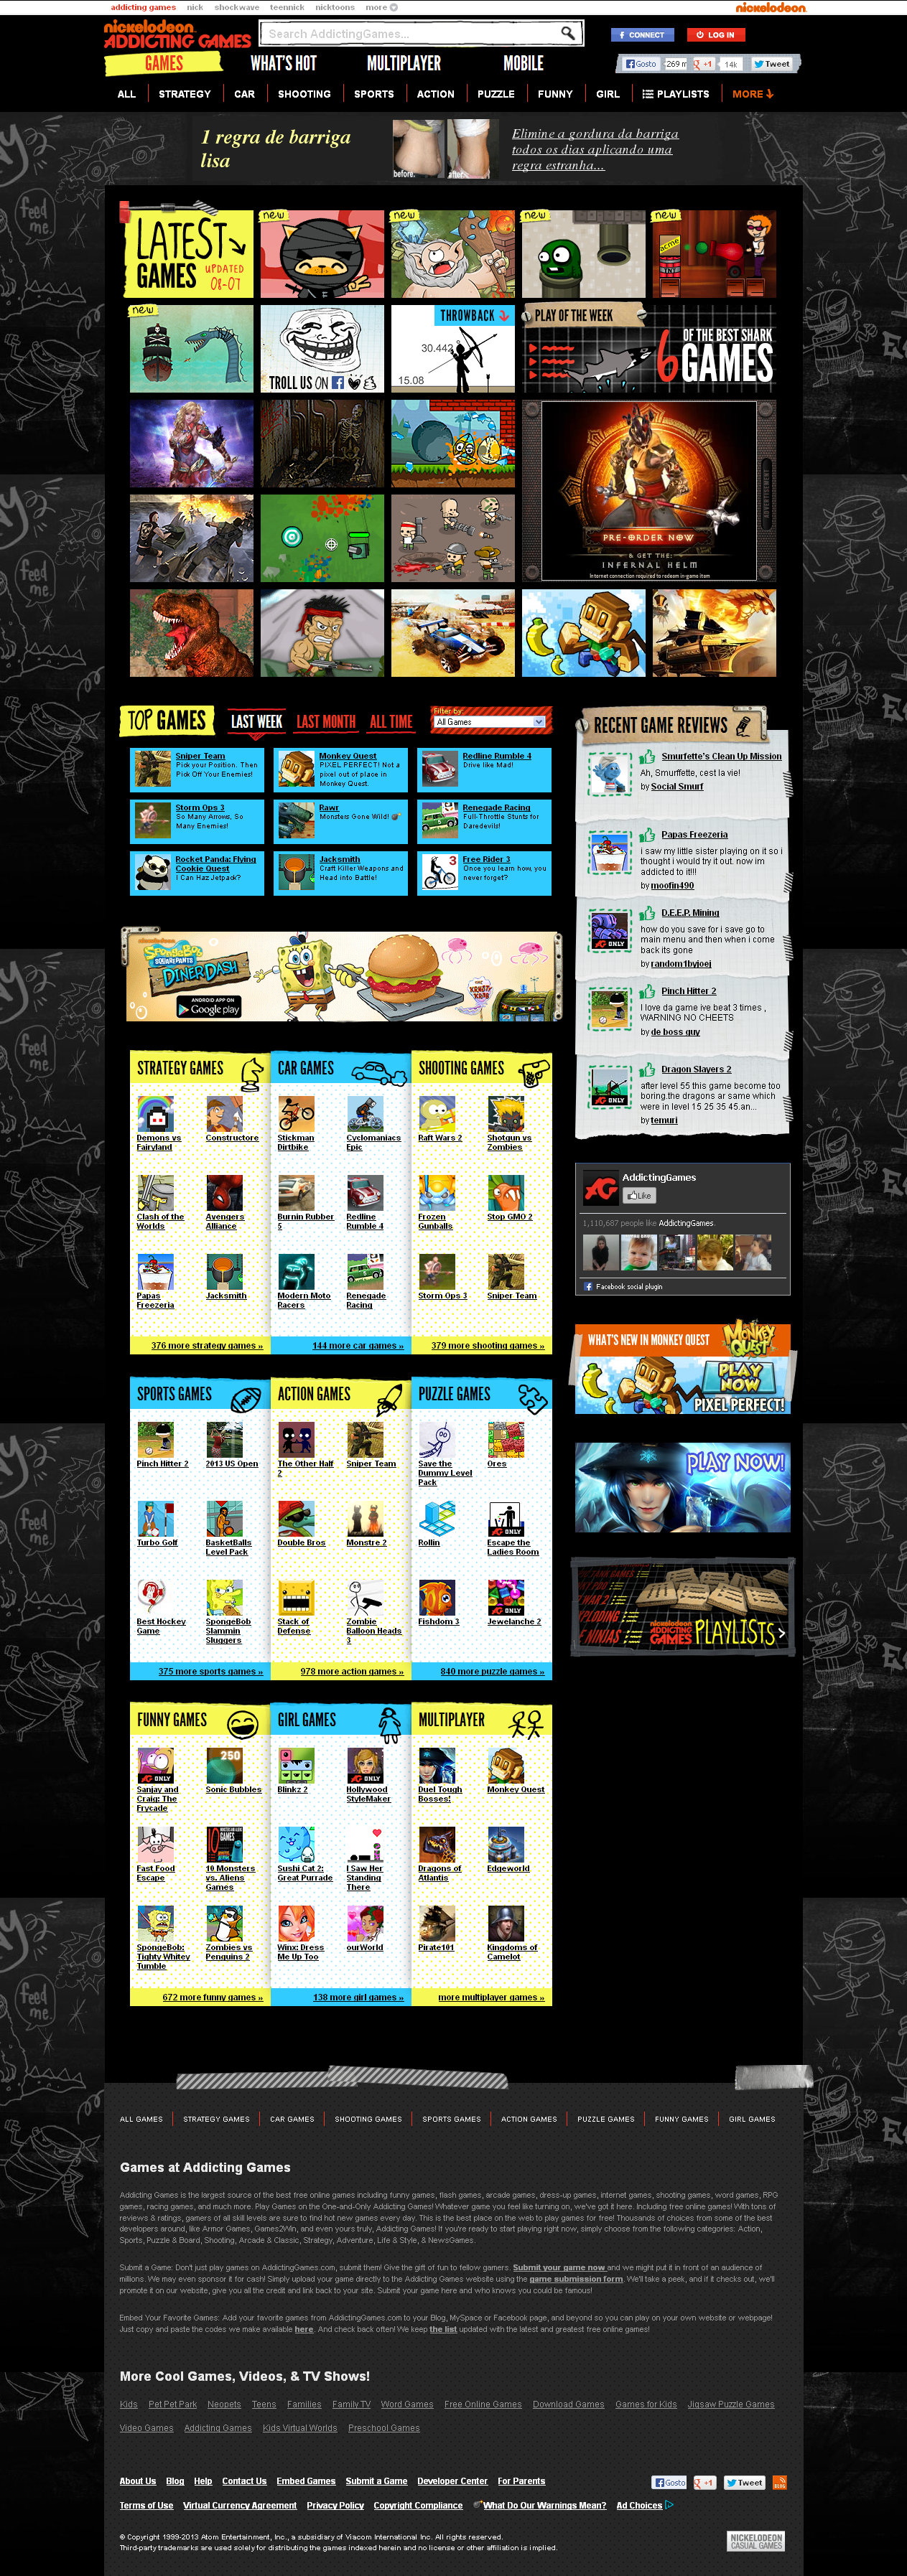 addicting games nick shockwave teennick nicktoons more
nickelodeon
nickelodeon
ADDICTING GAMES
Search AddictingGames...
CONNECT
LOG IN
GAMES WHAT'S HOT MULTIPLAYER MOBILE
Gosto 269 m +1 14k Tweet
ALL STRATEGY CAR SHOOTING SPORTS ACTION PUZZLE FUNNY GIRL PLAYLISTS MORE
1 regra de barriga
lisa
before. after.
Elimine a gordura da barriga
todos os dias aplicando uma
regra estranha...
LATEST
GAMES
UPDATED
08-07
new
new
new
new
acme
TNT
new
TROLL US ON
THROWBACK
30.442
15.08
PLAY OF THE WEEK
6 OF THE BEST SHARK
GAMES
PRE-ORDER NOW
& GET THE:
INFERNAL HELM
Internet connection required to redeem in-game item
TOP GAMES LAST WEEK LAST MONTH ALL TIME
Filter by:
All Games
Sniper Team
Pick your Position. Then
Pick Off Your Enemies!
Monkey Quest
PIXEL PERFECT! Not a
pixel out of place in
Monkey Quest.
Redline Rumble 4
Drive like Mad!
Storm Ops 3
So Many Arrows, So
Many Enemies!
Rawr
Monsters Gone Wild!
Renegade Racing
Full-Throttle Stunts for
Daredevils!
Rocket Panda: Flying
Cookie Quest
I Can Haz Jetpack?
Jacksmith
Craft Killer Weapons and
Head into Battle!
3
Free Rider 3
Once you learn how, you
never forget?
RECENT GAME REVIEWS
Smurfette's Clean Up Mission
Ah, Smurffette, cest la vie!
by Social Smurf
Papas Freezeria
i saw my little sister playing on it so i
thought i would try it out. now im
addicted to it!!!
by moofin490
D.E.E.P. Mining
how do you save for i save go to
main menu and then when i come
back its gone
by random1byjoej
AG ONLY
Pinch Hitter 2
I love da game ive beat 3 times ,
WARNING NO CHEETS
by de boss guy
Dragon Slayers 2
after level 55 this game become too
boring.the dragons ar same which
were in level 15 25 35 45.an...
by temuri
AG ONLY
nickelodeon
SPONGEBOB
SQUAREPANTS
DINER DASH
ANDROID APP ON
Google play
THE
KRUSTY
KRAB
STRATEGY GAMES
Demons vs
Fairyland
Constructore
Clash of the
Worlds
Avengers
Alliance
Papas
Freezeria
Jacksmith
376 more strategy games »
CAR GAMES
Stickman
Dirtbike
Cyclomaniacs
Epic
Burnin Rubber
5
Redline
Rumble 4
Modern Moto
Racers
Renegade
Racing
144 more car games »
SHOOTING GAMES
Raft Wars 2
Shotgun vs
Zombies
Frozen
Gunballs
Stop GMO 2
Storm Ops 3
Sniper Team
379 more shooting games »
AG AddictingGames
Like
1,110,687 people like AddictingGames.
Facebook social plugin
WHAT'S NEW IN MONKEY QUEST
MONKEY
QUEST
PLAY
NOW
PIXEL PERFECT!
SPORTS GAMES
Pinch Hitter 2
2013 US Open
Turbo Golf
BasketBalls
Level Pack
Best Hockey
Game
SpongeBob
Slammin
Sluggers
375 more sports games »
ACTION GAMES
The Other Half
2
Sniper Team
Double Bros
Monstre 2
Stack of
Defense
Zombie
Balloon Heads
3
978 more action games »
PUZZLE GAMES
Save the
Dummy Level
Pack
Ores
Rollin
AG ONLY
Escape the
Ladies Room
Fishdom 3
AG ONLY
Jewelanche 2
840 more puzzle games »
PLAY NOW!
nickelodeon
ADDICTING
GAMES
PLAYLISTS
FUNNY GAMES
AG ONLY
Sanjay and
Craig: The
Frycade
250
Sonic Bubbles
Fast Food
Escape
10 Monsters
vs. Aliens
Games
SpongeBob:
Tighty Whitey
Tumble
Zombies vs
Penguins 2
672 more funny games »
GIRL GAMES
Blinkz 2
AG ONLY
Hollywood
StyleMaker
Sushi Cat 2:
Great Purrade
I Saw Her
Standing
There
Winx: Dress
Me Up Too
ourWorld
138 more girl games »
MULTIPLAYER
Duel Tough
Bosses!
Monkey Quest
Dragons of
Atlantis
Edgeworld
Pirate101
Kingdoms of
Camelot
more multiplayer games »
ALL GAMES STRATEGY GAMES CAR GAMES SHOOTING GAMES SPORTS GAMES ACTION GAMES PUZZLE GAMES FUNNY GAMES GIRL GAMES
Games at Addicting Games
Addicting Games is the largest source of the best free online games including funny games, flash games, arcade games, dress-up games, internet games, shooting games, word games, RPG
games, racing games, and much more. Play Games on the One-and-Only Addicting Games! Whatever game you feel like turning on, we've got it here. Including free online games! With tons of
reviews & ratings, gamers of all skill levels are sure to find hot new games every day. This is the best place on the web to play games for free! Thousands of choices from some of the best
developers around, like Armor Games, Games2Win, and even yours truly, Addicting Games! If you're ready to start playing right now, simply choose from the following categories: Action,
Sports, Puzzle & Board, Shooting, Arcade & Classic, Strategy, Adventure, Life & Style, & NewsGames.
Submit a Game: Don't just play games on AddictingGames.com, submit them! Give the gift of fun to fellow gamers. Submit your game now and we might put it in front of an audience of
millions. We may even sponsor it for cash! Simply upload your game directly to the Addicting Games website using the game submission form. We'll take a peek, and if it checks out, we'll
promote it on our website, give you all the credit and link back to your site. Submit your game here and who knows you could be famous!
Embed Your Favorite Games: Add your favorite games from AddictingGames.com to your Blog, MySpace or Facebook page, and beyond so you can play on your own website or webpage!
Just copy and paste the codes we make available here. And check back often! We keep the list updated with the latest and greatest free online games!
More Cool Games, Videos, & TV Shows!
Kids Pet Pet Park Neopets Teens Families Family TV Word Games Free Online Games Download Games Games for Kids Jigsaw Puzzle Games
Video Games Addicting Games Kids Virtual Worlds Preschool Games
About Us Blog Help Contact Us Embed Games Submit a Game Developer Center For Parents
Gosto +1 Tweet
Terms of Use Virtual Currency Agreement Privacy Policy Copyright Compliance What Do Our Warnings Mean? Ad Choices
© Copyright 1999-2013 Atom Entertainment, Inc., a subsidiary of Viacom International Inc. All rights reserved.
Third-party trademarks are used solely for distributing the games indexed herein and no license or other affiliation is implied.
NICKELODEON
CASUAL GAMES
feed
me.